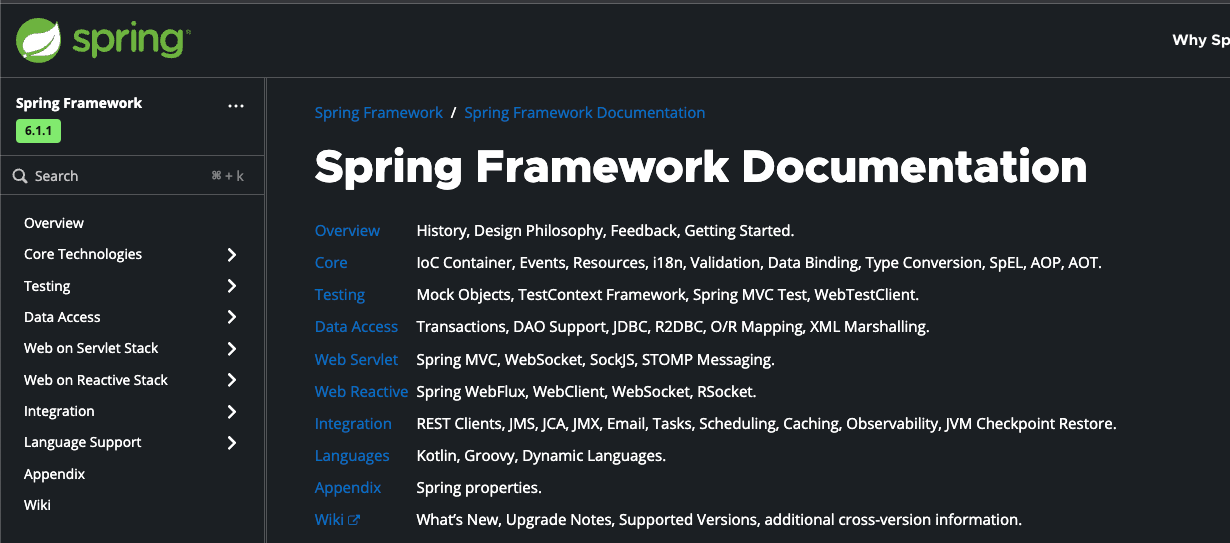 spring
Why Sp
Spring Framework ...
6.1.1
Search ⌘ + k
Overview
Core Technologies
Testing
Data Access
Web on Servlet Stack
Web on Reactive Stack
Integration
Language Support
Appendix
Wiki
Spring Framework / Spring Framework Documentation
Spring Framework Documentation
Overview History, Design Philosophy, Feedback, Getting Started.
Core IoC Container, Events, Resources, i18n, Validation, Data Binding, Type Conversion, SpEL, AOP, AOT.
Testing Mock Objects, TestContext Framework, Spring MVC Test, WebTestClient.
Data Access Transactions, DAO Support, JDBC, R2DBC, O/R Mapping, XML Marshalling.
Web Servlet Spring MVC, WebSocket, SockJS, STOMP Messaging.
Web Reactive Spring WebFlux, WebClient, WebSocket, RSocket.
Integration REST Clients, JMS, JCA, JMX, Email, Tasks, Scheduling, Caching, Observability, JVM Checkpoint Restore.
Languages Kotlin, Groovy, Dynamic Languages.
Appendix Spring properties.
Wiki What’s New, Upgrade Notes, Supported Versions, additional cross-version information.